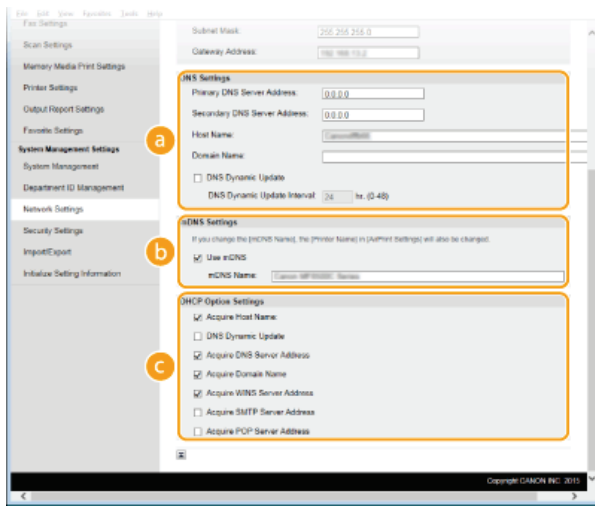 File Edit View Favorites Tools Help
Fax Settings
Scan Settings
Memory Media Print Settings
Printer Settings
Output Report Settings
Favorite Settings
System Management Settings
System Management
Department ID Management
Network Settings
Security Settings
Import/Export
Initialize Setting Information
Subnet Mask: 255.255.255.0
Gateway Address:
a
DNS Settings
Primary DNS Server Address: 0.0.0.0
Secondary DNS Server Address: 0.0.0.0
Host Name:
Domain Name:
DNS Dynamic Update
DNS Dynamic Update Interval: 24 hr. (0-48)
b
mDNS Settings
If you change the [mDNS Name], the [Printer Name] in [AirPrint Settings] will also be changed.
Use mDNS
mDNS Name:
c
DHCP Option Settings
Acquire Host Name:
DNS Dynamic Update
Acquire DNS Server Address
Acquire Domain Name
Acquire WINS Server Address
Acquire SMTP Server Address
Acquire POP Server Address
Copyright CANON INC. 2015